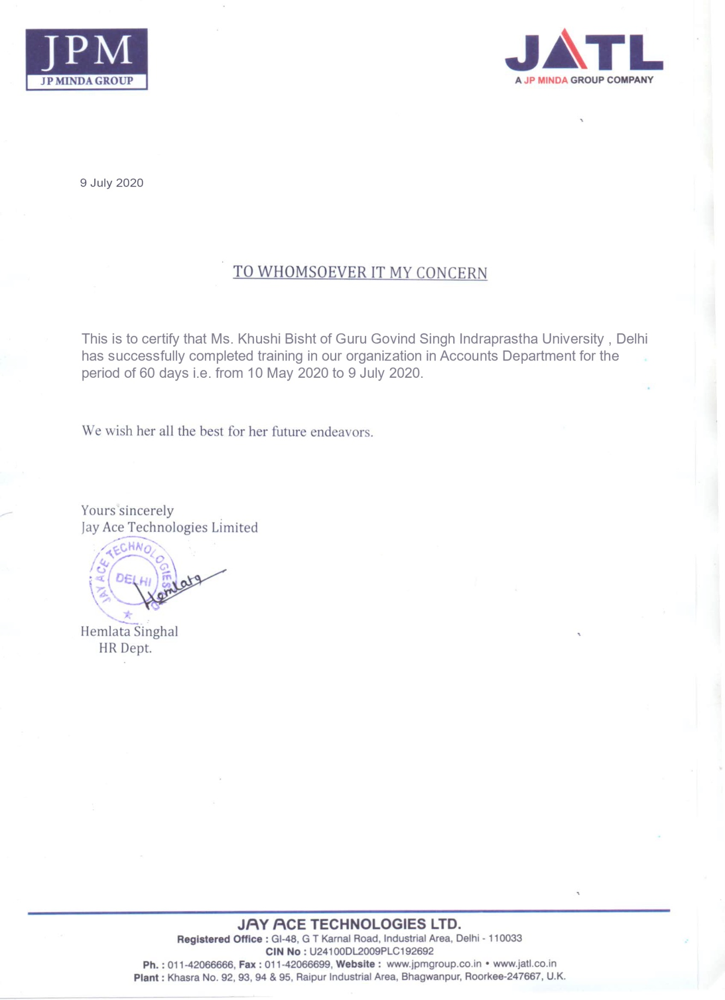 JPM
JP MINDA GROUP
JATL
A JP MINDA GROUP COMPANY
9 July 2020
TO WHOMSOEVER IT MY CONCERN
This is to certify that Ms. Khushi Bisht of Guru Govind Singh Indraprastha University , Delhi
has successfully completed training in our organization in Accounts Department for the
period of 60 days i.e. from 10 May 2020 to 9 July 2020.
We wish her all the best for her future endeavors.
Yours sincerely
Jay Ace Technologies Limited
JAY ACE TECHNOLOGIES
DELHI
Hemlata
Hemlata Singhal
HR Dept.
JAY ACE TECHNOLOGIES LTD.
Registered Office : GI-48, G T Karnal Road, Industrial Area, Delhi - 110033
CIN No : U24100DL2009PLC192692
Ph. : 011-42066666, Fax : 011-42066699, Website : www.jpmgroup.co.in • www.jatl.co.in
Plant : Khasra No. 92, 93, 94 & 95, Raipur Industrial Area, Bhagwanpur, Roorkee-247667, U.K.